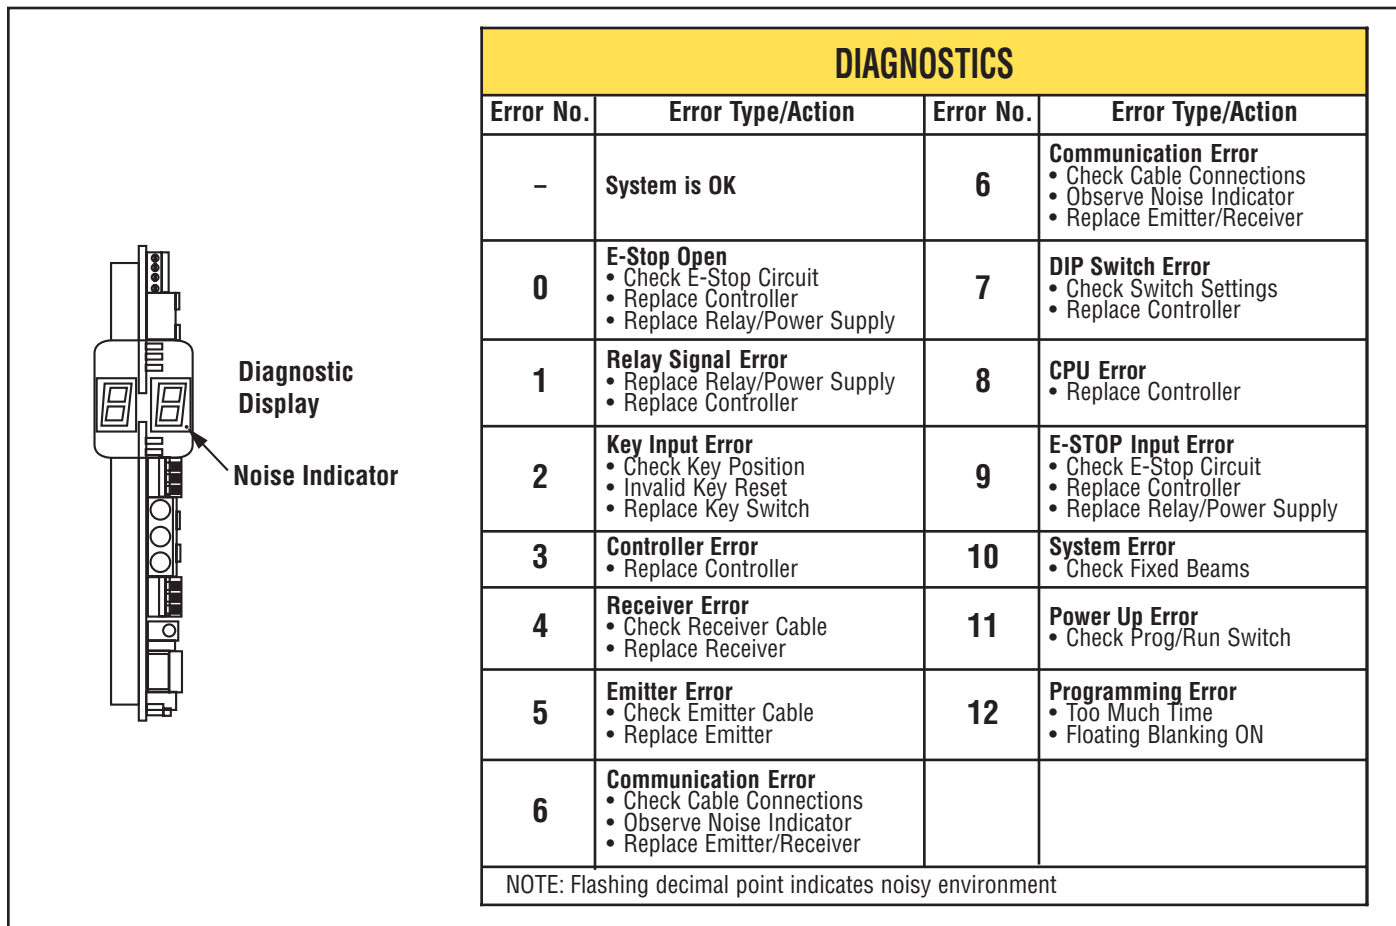 Diagnostic
Display
Noise Indicator
DIAGNOSTICS
Error No. Error Type/Action Error No. Error Type/Action
– System is OK
6 Communication Error
• Check Cable Connections
• Observe Noise Indicator
• Replace Emitter/Receiver
0 E-Stop Open
• Check E-Stop Circuit
• Replace Controller
• Replace Relay/Power Supply
7 DIP Switch Error
• Check Switch Settings
• Replace Controller
1 Relay Signal Error
• Replace Relay/Power Supply
• Replace Controller
8 CPU Error
• Replace Controller
2 Key Input Error
• Check Key Position
• Invalid Key Reset
• Replace Key Switch
9 E-STOP Input Error
• Check E-Stop Circuit
• Replace Controller
• Replace Relay/Power Supply
3 Controller Error
• Replace Controller
10 System Error
• Check Fixed Beams
4 Receiver Error
• Check Receiver Cable
• Replace Receiver
11 Power Up Error
• Check Prog/Run Switch
5 Emitter Error
• Check Emitter Cable
• Replace Emitter
12 Programming Error
• Too Much Time
• Floating Blanking ON
6 Communication Error
• Check Cable Connections
• Observe Noise Indicator
• Replace Emitter/Receiver
NOTE: Flashing decimal point indicates noisy environment